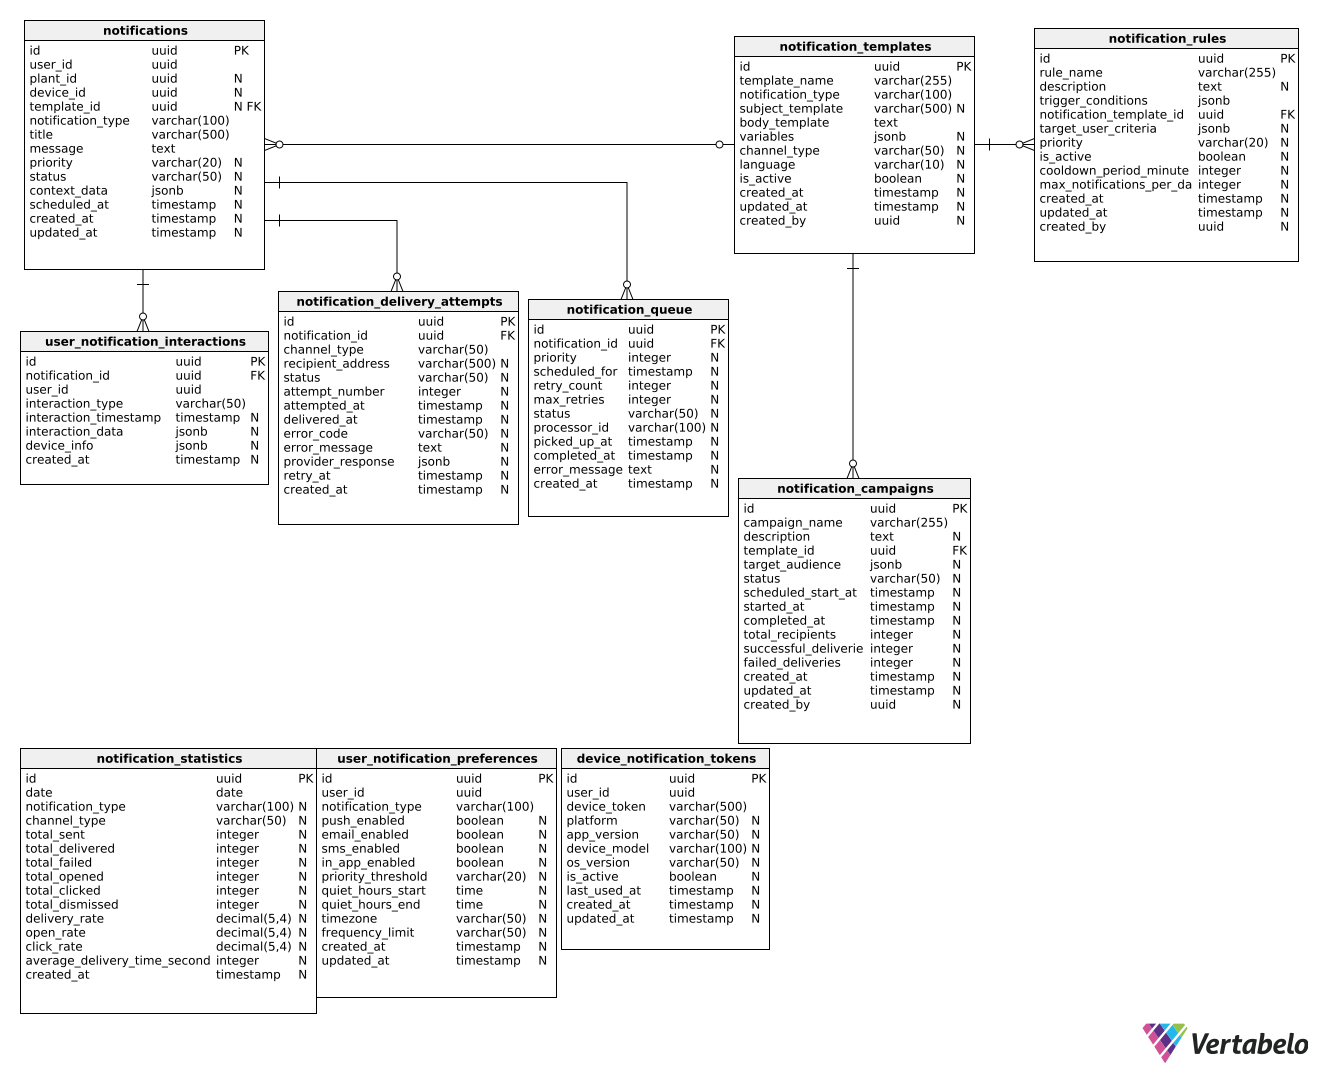 notifications
id uuid PK
user_id uuid
plant_id uuid N
device_id uuid N
template_id uuid N FK
notification_type varchar(100)
title varchar(500)
message text
priority varchar(20) N
status varchar(50) N
context_data jsonb N
scheduled_at timestamp N
created_at timestamp N
updated_at timestamp N
notification_templates
id uuid PK
template_name varchar(255)
notification_type varchar(100)
subject_template varchar(500) N
body_template text
variables jsonb N
channel_type varchar(50) N
language varchar(10) N
is_active boolean N
created_at timestamp N
updated_at timestamp N
created_by uuid N
notification_rules
id uuid PK
rule_name varchar(255)
description text N
trigger_conditions jsonb
notification_template_id uuid FK
target_user_criteria jsonb N
priority varchar(20) N
is_active boolean N
cooldown_period_minute integer N
max_notifications_per_da integer N
created_at timestamp N
updated_at timestamp N
created_by uuid N
user_notification_interactions
id uuid PK
notification_id uuid FK
user_id uuid
interaction_type varchar(50)
interaction_timestamp timestamp N
interaction_data jsonb N
device_info jsonb N
created_at timestamp N
notification_delivery_attempts
id uuid PK
notification_id uuid FK
channel_type varchar(50)
recipient_address varchar(500) N
status varchar(50) N
attempt_number integer N
attempted_at timestamp N
delivered_at timestamp N
error_code varchar(50) N
error_message text N
provider_response jsonb N
retry_at timestamp N
created_at timestamp N
notification_queue
id uuid PK
notification_id uuid FK
priority integer N
scheduled_for timestamp N
retry_count integer N
max_retries integer N
status varchar(50) N
processor_id varchar(100) N
picked_up_at timestamp N
completed_at timestamp N
error_message text N
created_at timestamp N
notification_campaigns
id uuid PK
campaign_name varchar(255)
description text N
template_id uuid FK
target_audience jsonb N
status varchar(50) N
scheduled_start_at timestamp N
started_at timestamp N
completed_at timestamp N
total_recipients integer N
successful_deliverie integer N
failed_deliveries integer N
created_at timestamp N
updated_at timestamp N
created_by uuid N
notification_statistics
id uuid PK
date date
notification_type varchar(100) N
channel_type varchar(50) N
total_sent integer N
total_delivered integer N
total_failed integer N
total_opened integer N
total_clicked integer N
total_dismissed integer N
delivery_rate decimal(5,4) N
open_rate decimal(5,4) N
click_rate decimal(5,4) N
average_delivery_time_second integer N
created_at timestamp N
user_notification_preferences
id uuid PK
user_id uuid
notification_type varchar(100)
push_enabled boolean N
email_enabled boolean N
sms_enabled boolean N
in_app_enabled boolean N
priority_threshold varchar(20) N
quiet_hours_start time N
quiet_hours_end time N
timezone varchar(50) N
frequency_limit varchar(50) N
created_at timestamp N
updated_at timestamp N
device_notification_tokens
id uuid PK
user_id uuid
device_token varchar(500)
platform varchar(50) N
app_version varchar(50) N
device_model varchar(100) N
os_version varchar(50) N
is_active boolean N
last_used_at timestamp N
created_at timestamp N
updated_at timestamp N
Vertabelo